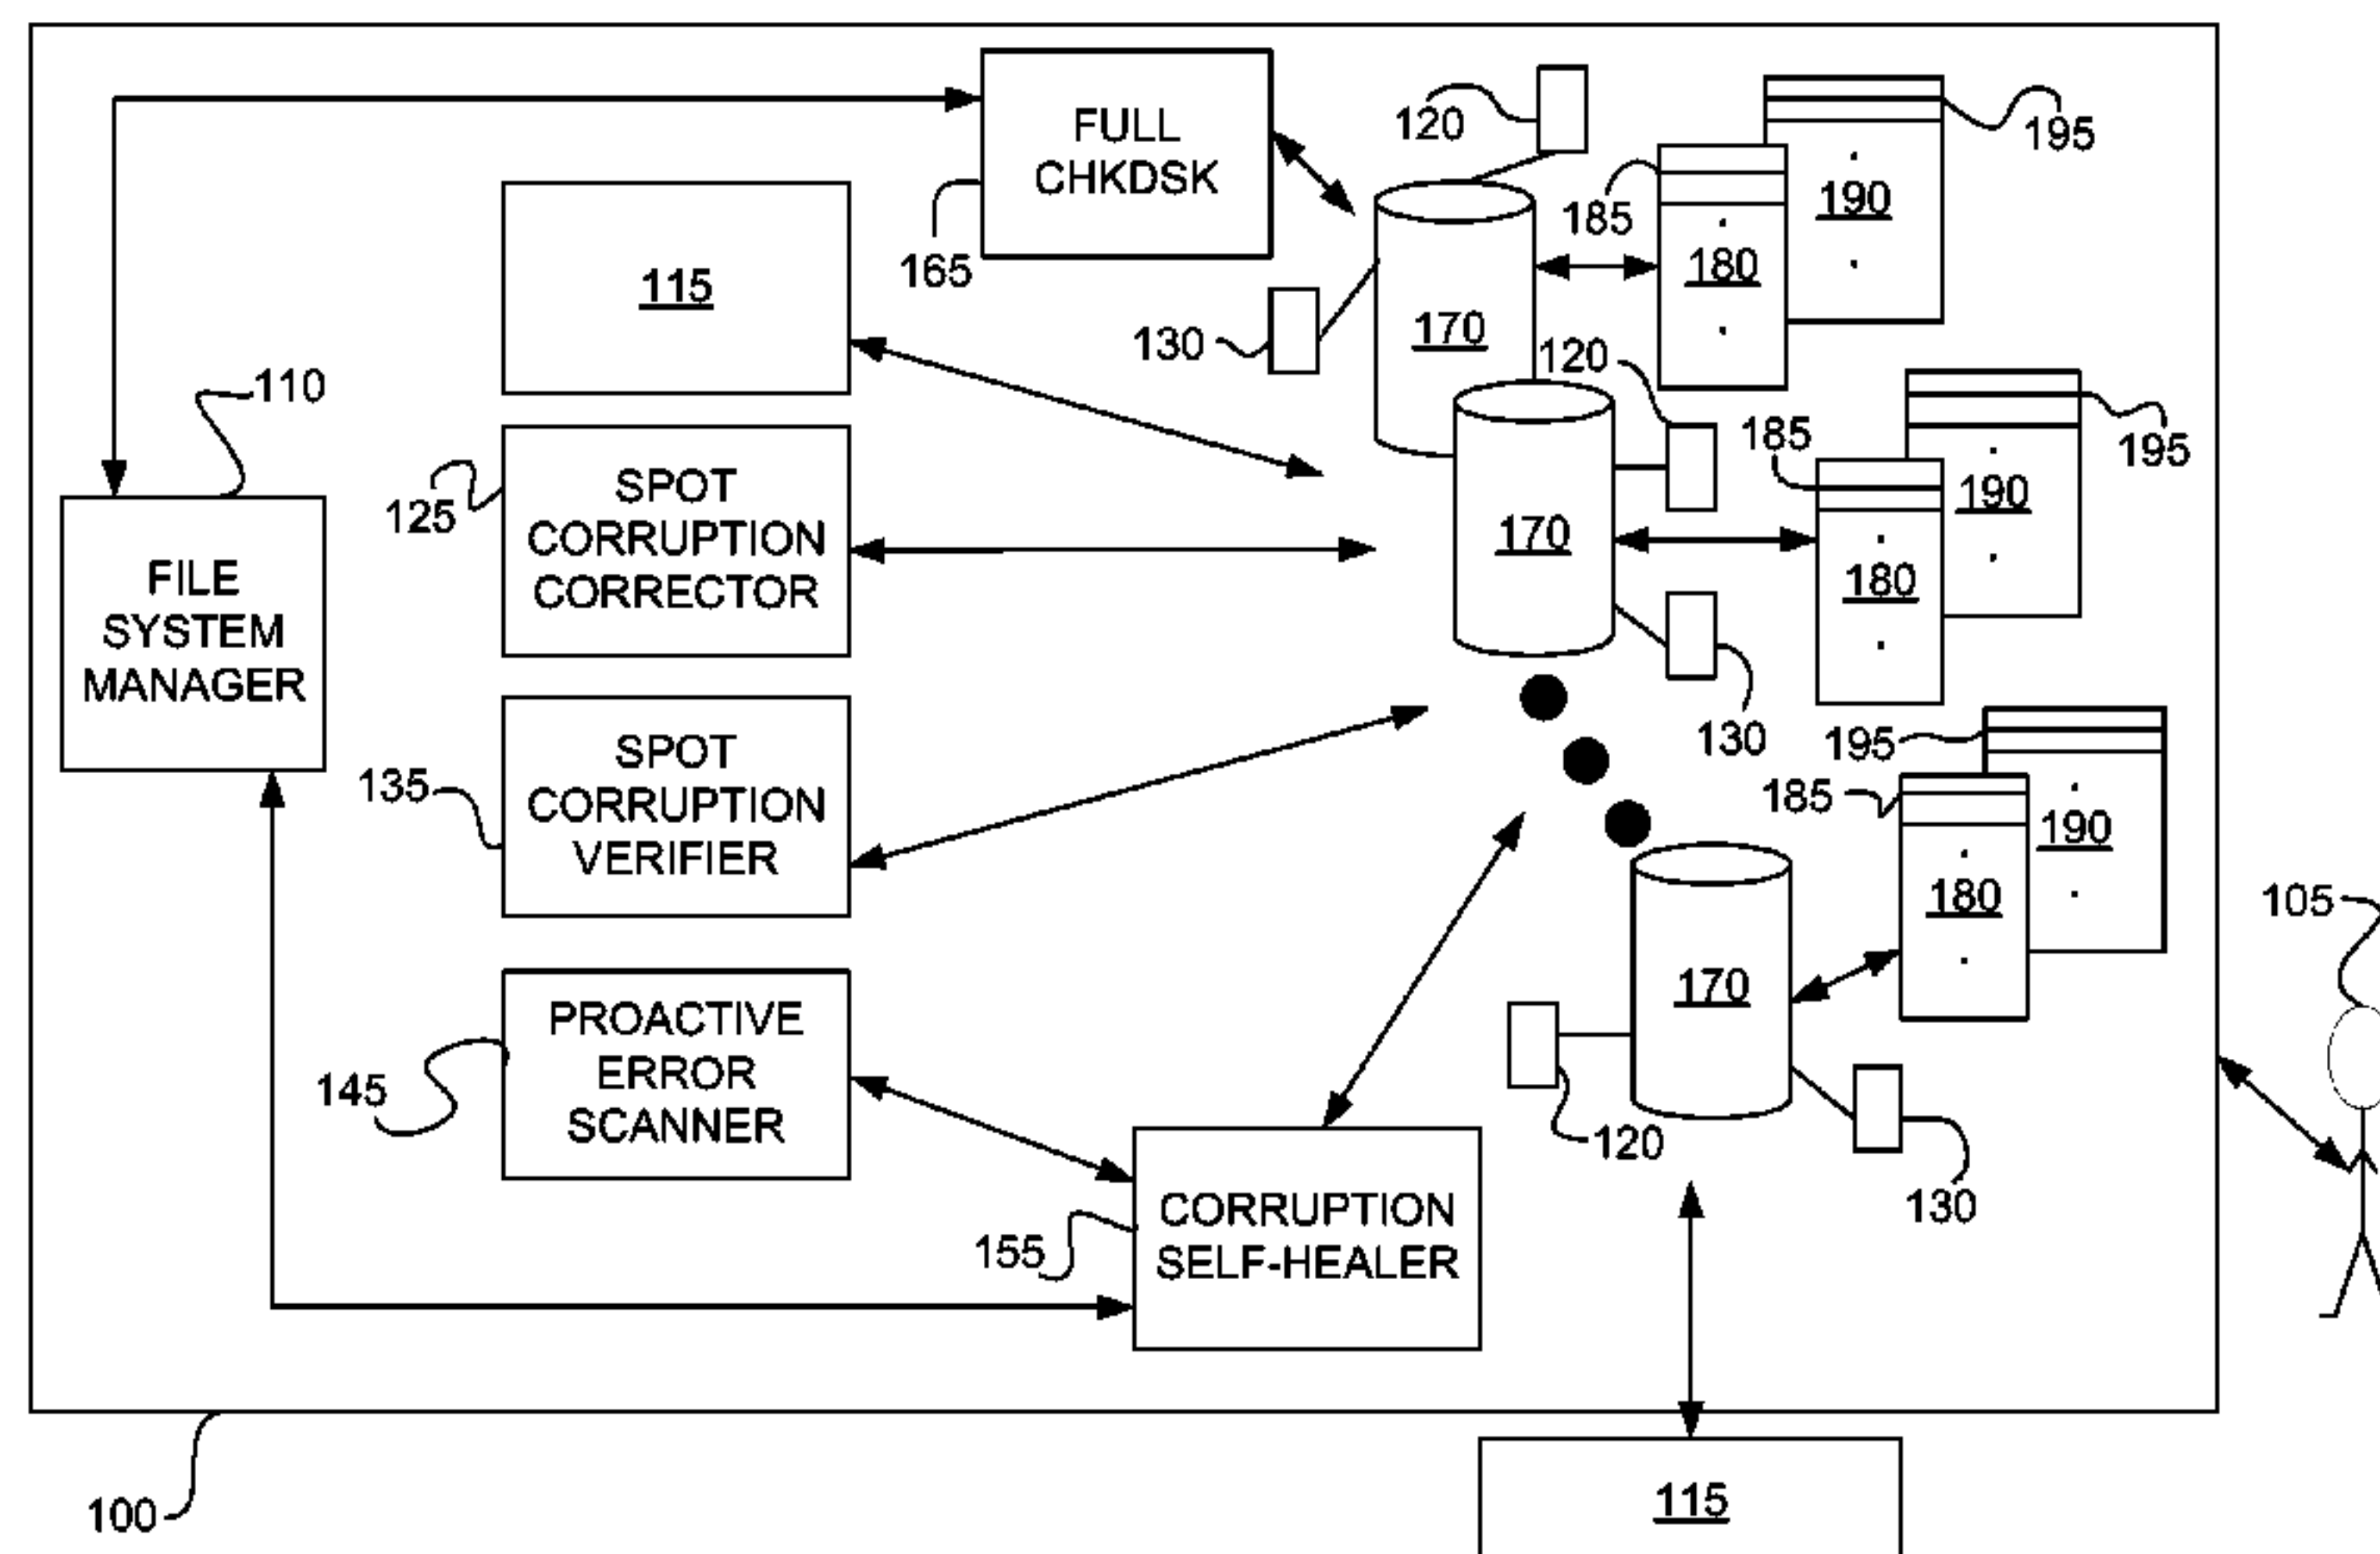 FULL
CHKDSK
165
120
195
185
190
180
115
130
170
120
110
195
185
190
180
170
SPOT
CORRUPTION
CORRECTOR
125
FILE
SYSTEM
MANAGER
130
195
SPOT
CORRUPTION
VERIFIER
135
185
190
180
105
170
PROACTIVE
ERROR
SCANNER
145
120
130
CORRUPTION
SELF-HEALER
155
100
115